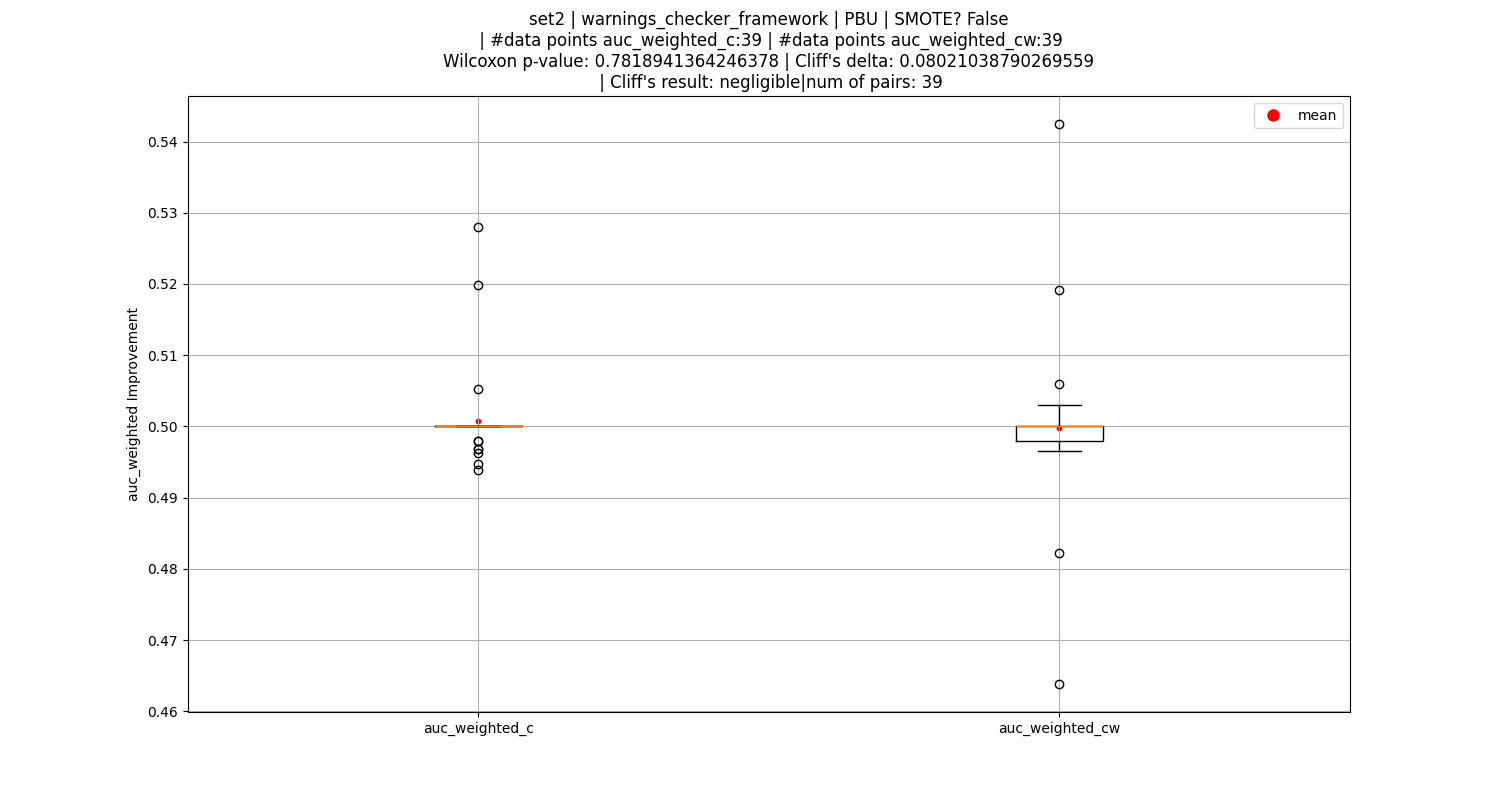 set2 | warnings_checker_framework | PBU | SMOTE? False
| #data points auc_weighted_c:39 | #data points auc_weighted_cw:39
Wilcoxon p-value: 0.7818941364246378 | Cliff's delta: 0.08021038790269559
| Cliff's result: negligible|num of pairs: 39
mean
0.54
0.53
0.52
0.51
0.50
0.49
0.48
0.47
0.46
auc_weighted Improvement
auc_weighted_c
auc_weighted_cw